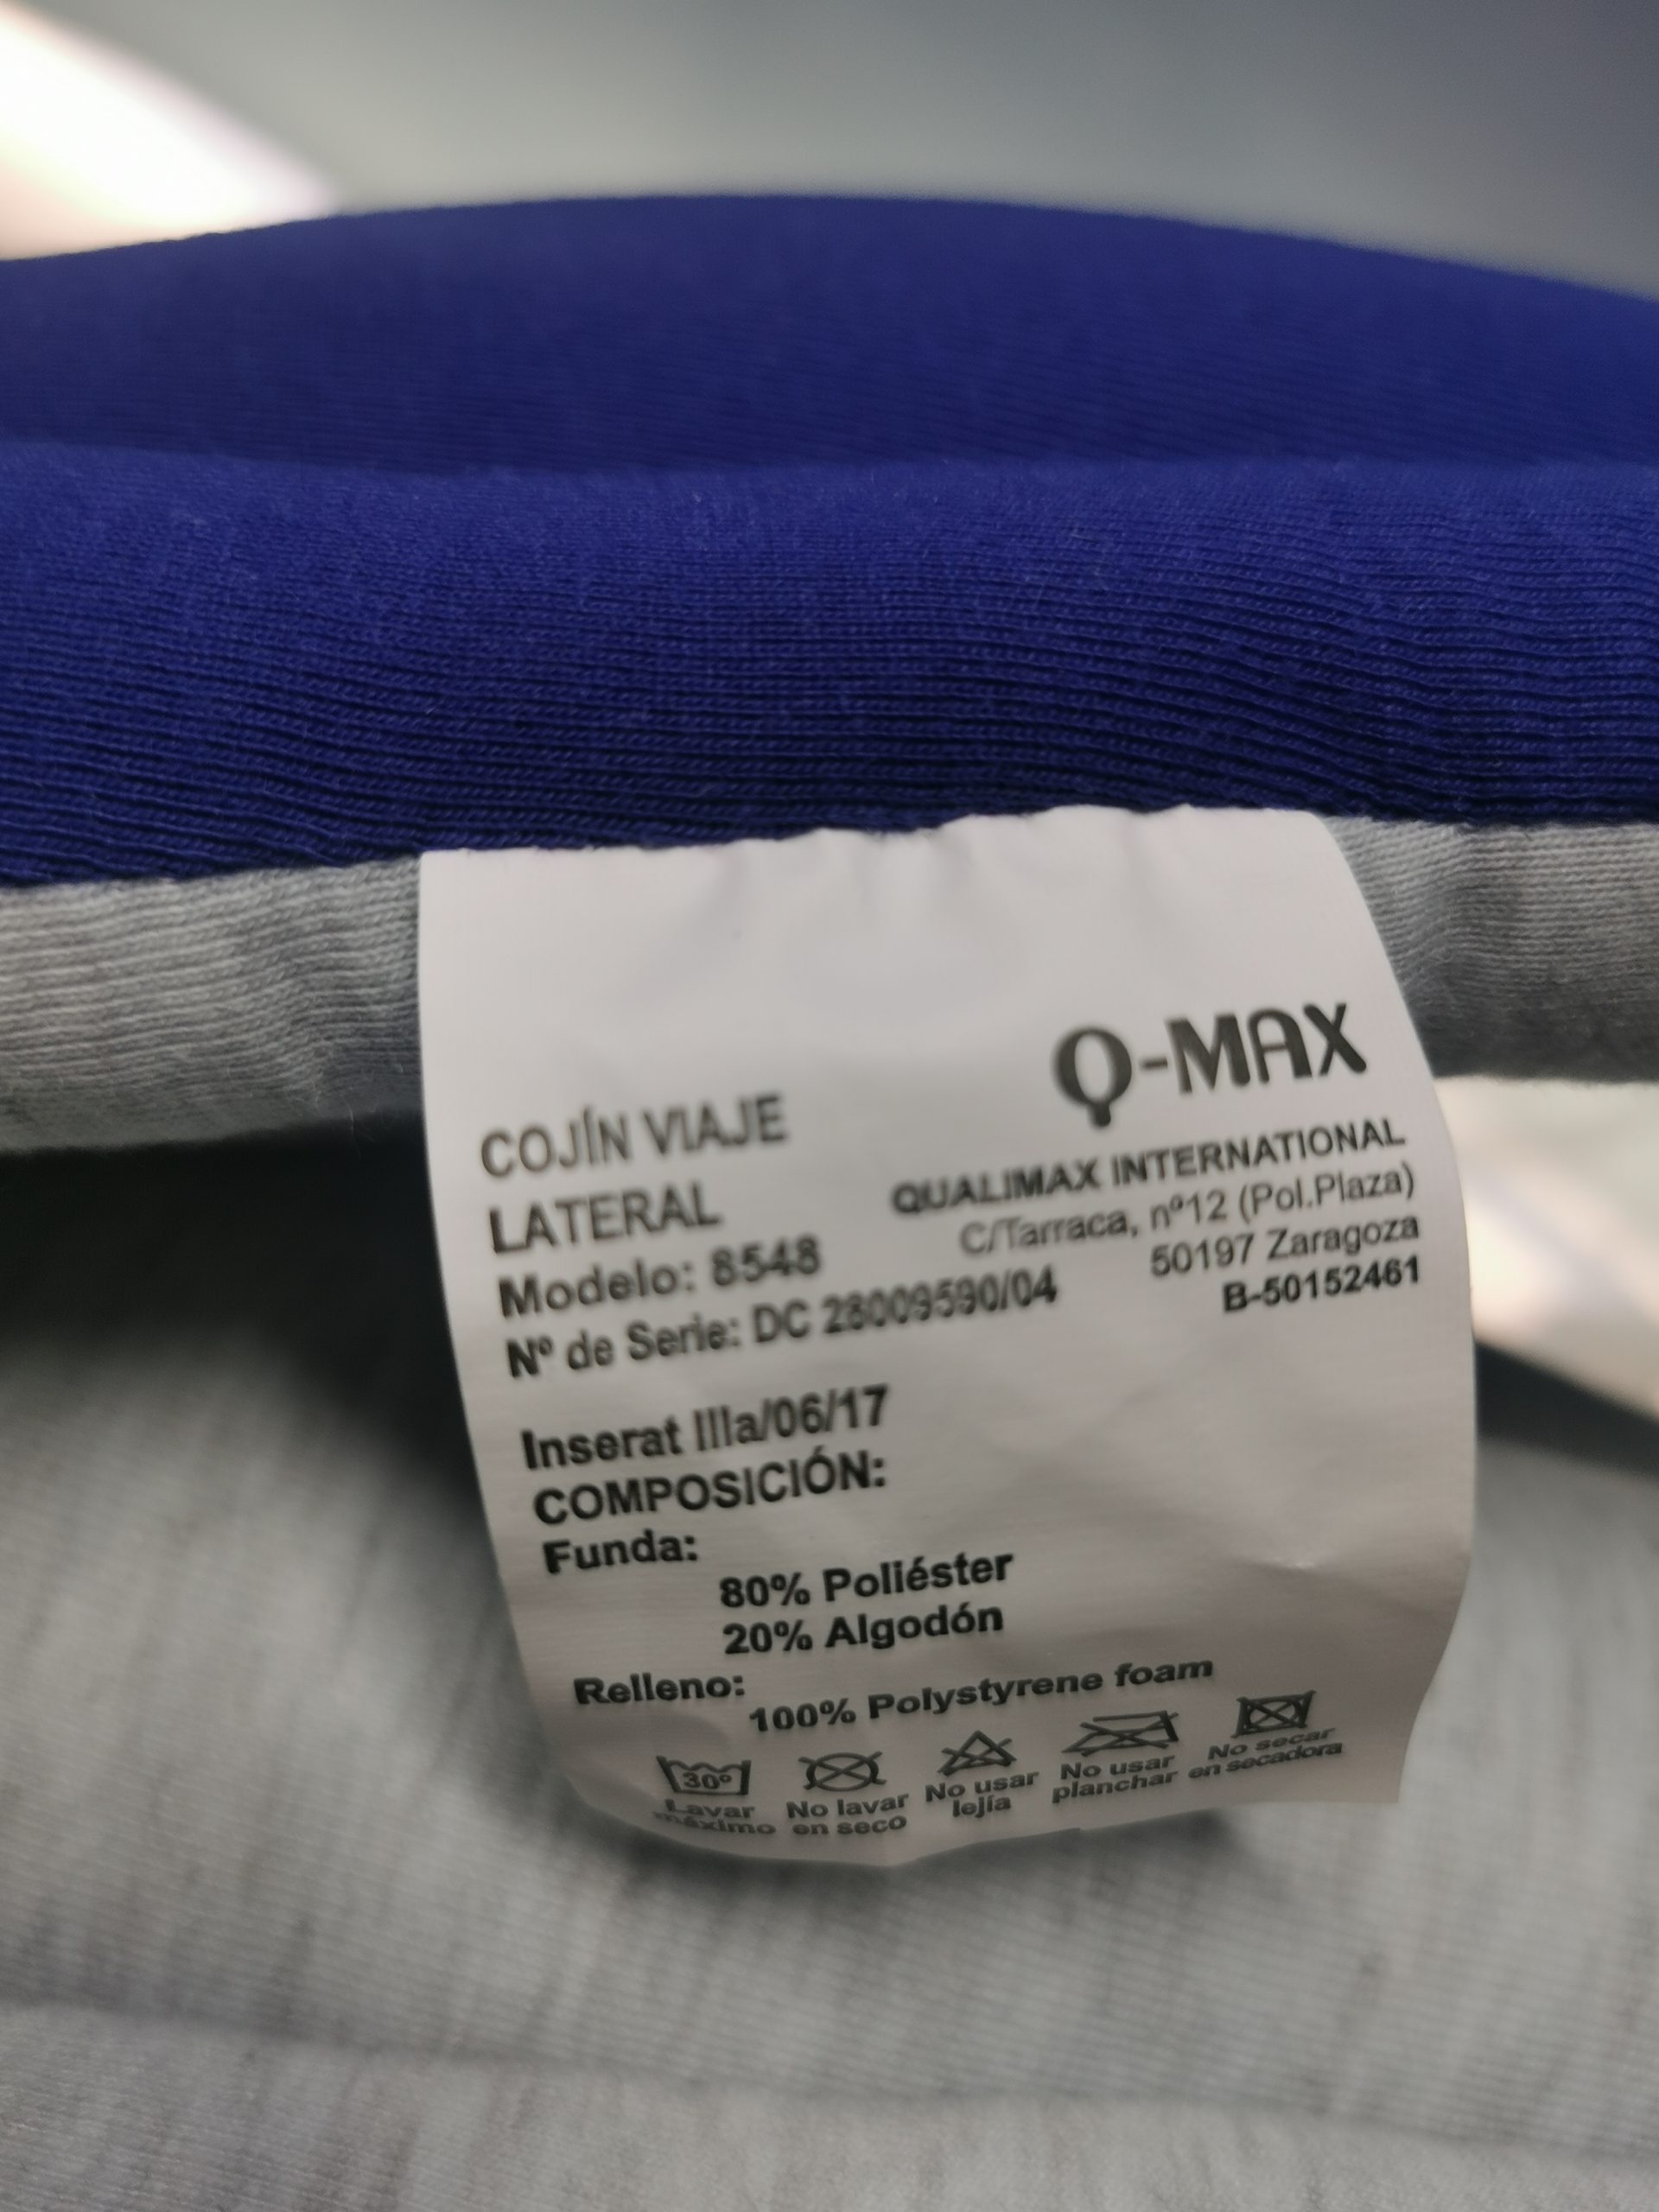 Q-MAX
COJÍN VIAJE
LATERAL
Modelo: 8548
Nº de Serie: DC 28009590/04
QUALIMAX INTERNATIONAL
C/Tarraca, nº12 (Pol.Plaza)
50197 Zaragoza
B-50152461
Inserat IIIa/06/17
COMPOSICIÓN:
Funda:
80% Poliéster
20% Algodón
Relleno:
100% Polystyrene foam
30º
Lavar
máximo
No lavar
en seco
No usar
lejía
No usar
planchar
No secar
en secadora